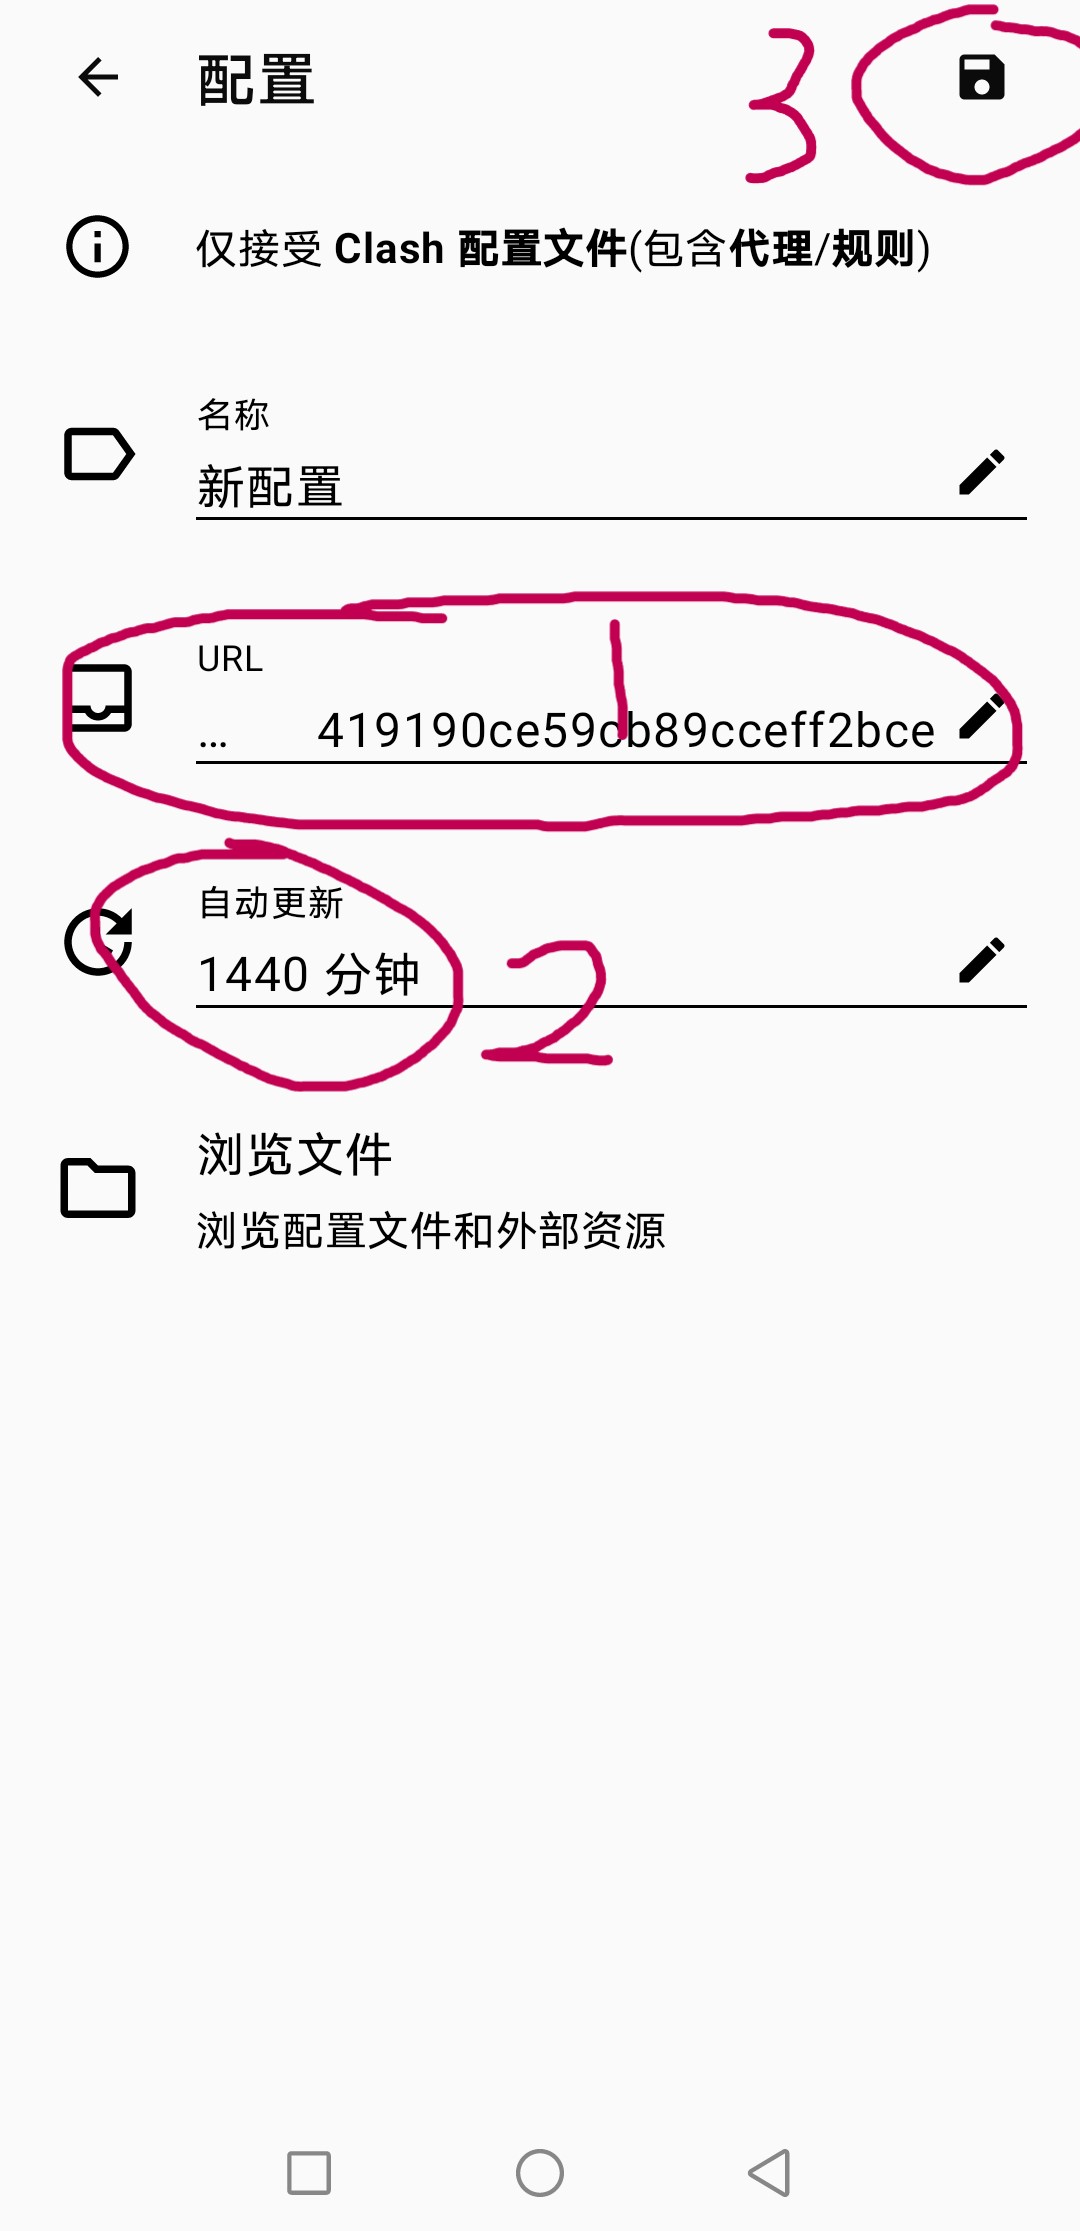 配置
3
仅接受 Clash 配置文件(包含代理/规则)
名称
新配置
URL
1
... 419190ce59cb89cceff2bce
自动更新
1440 分钟
2
浏览文件
浏览配置文件和外部资源